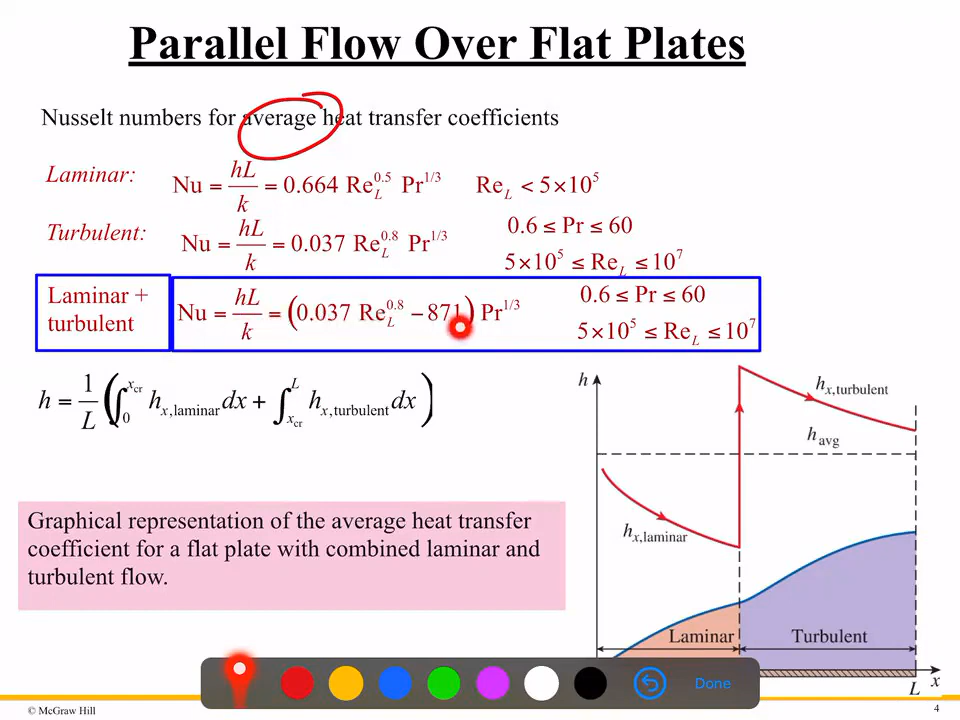 Parallel Flow Over Flat Plates
Nusselt numbers for average heat transfer coefficients
Laminar: Nu = hL/k = 0.664 Re_L^0.5 Pr^1/3 Re_L < 5×10^5
Turbulent: Nu = hL/k = 0.037 Re_L^0.8 Pr^1/3 0.6 ≤ Pr ≤ 60
5×10^5 ≤ Re_L ≤ 10^7
Laminar + turbulent Nu = hL/k = (0.037 Re_L^0.8 − 871) Pr^1/3 0.6 ≤ Pr ≤ 60
5×10^5 ≤ Re_L ≤ 10^7
h = 1/L (∫_0^x_cr h_x,laminar dx + ∫_x_cr^L h_x,turbulent dx)
Graphical representation of the average heat transfer
coefficient for a flat plate with combined laminar and
turbulent flow.
h
h_x,turbulent
h_avg
h_x,laminar
Laminar
Turbulent
L
x
Done
© McGraw Hill
4